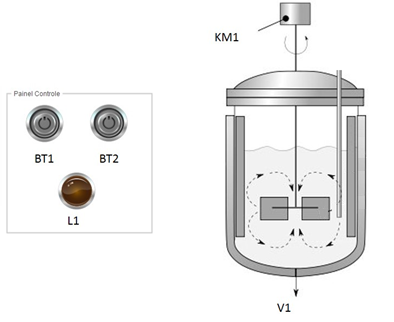 KM1
Painel Controle
BT1
BT2
L1
V1